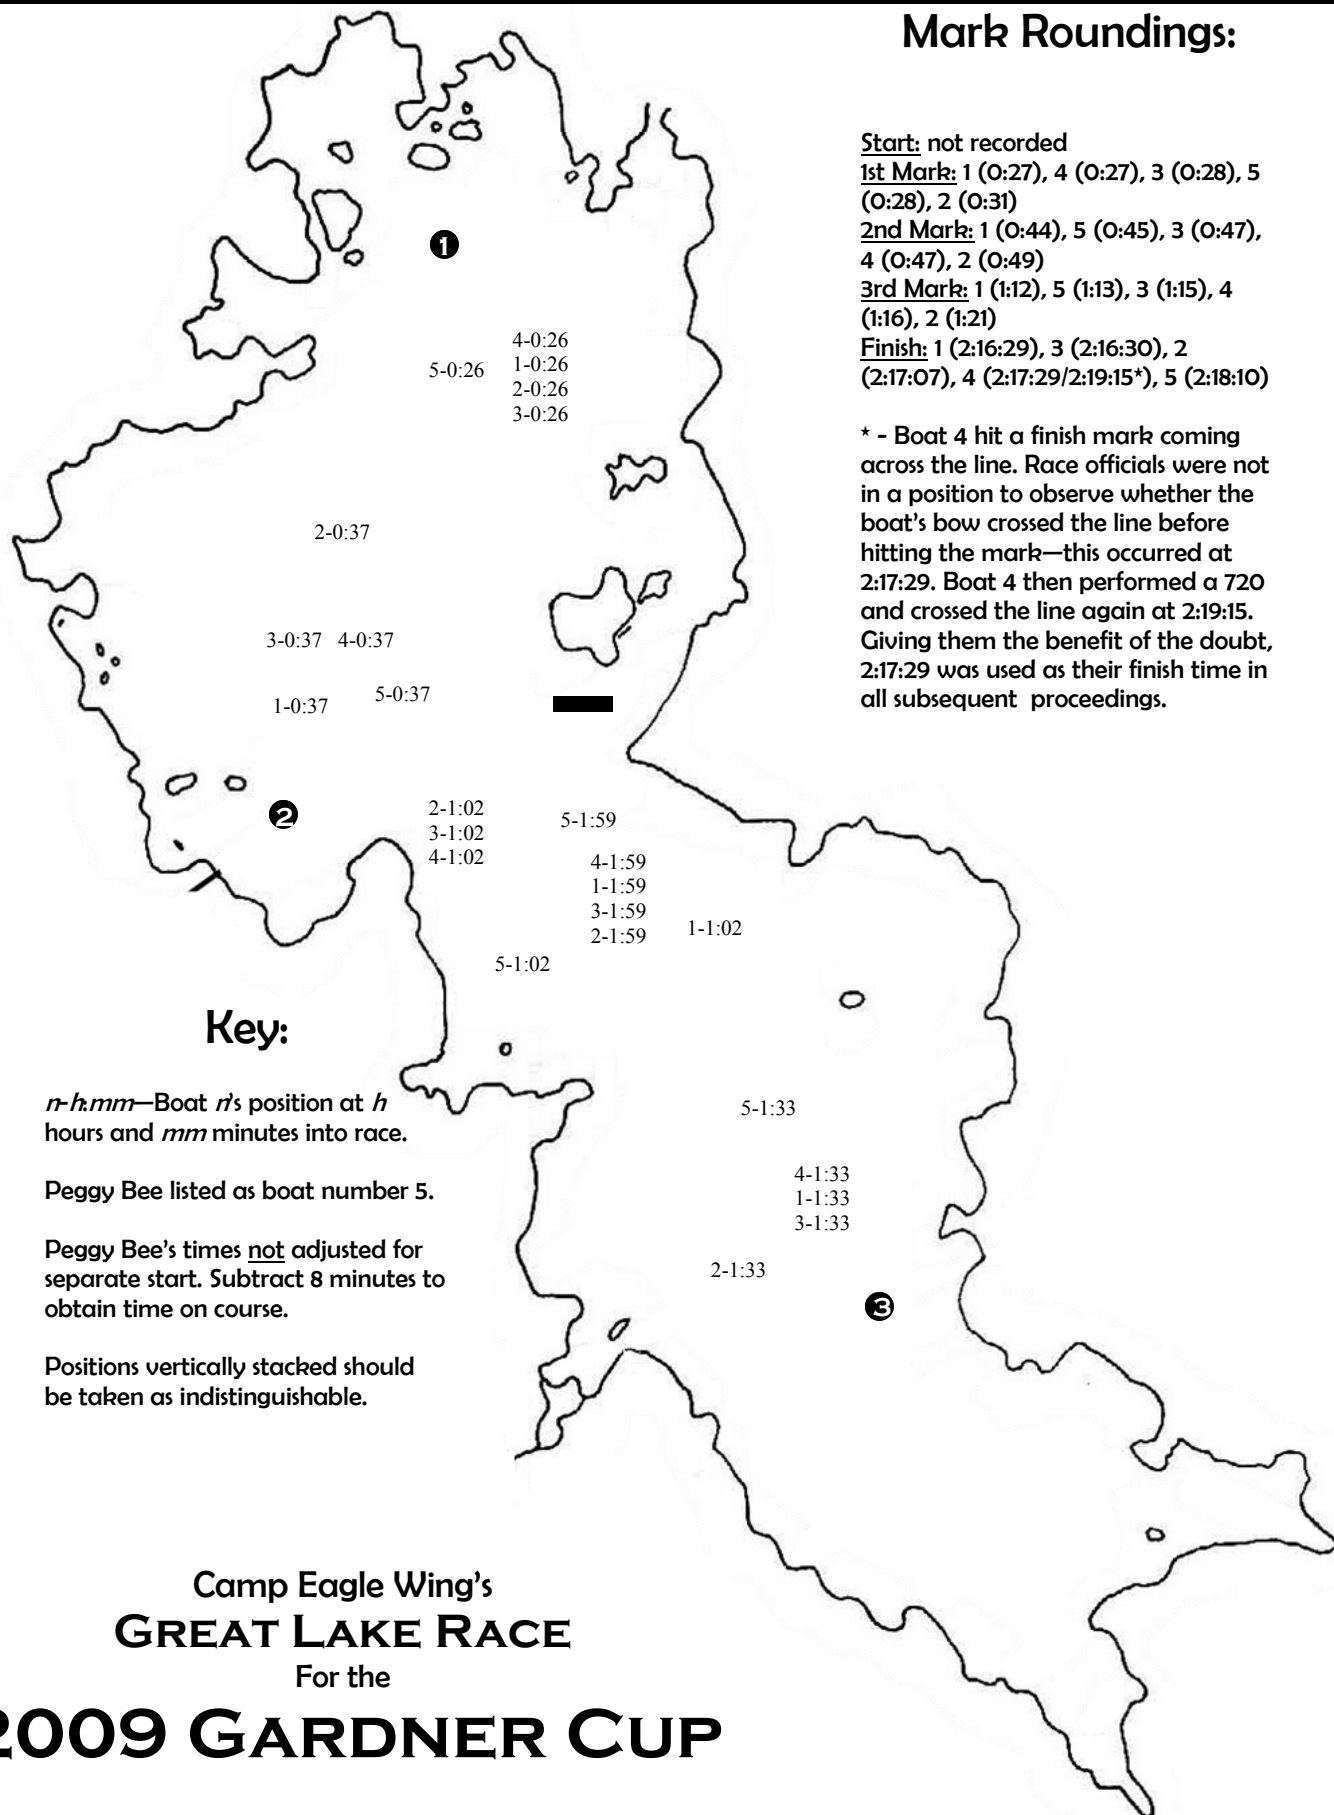 Mark Roundings:
Start: not recorded
1st Mark: 1 (0:27), 4 (0:27), 3 (0:28), 5
(0:28), 2 (0:31)
2nd Mark: 1 (0:44), 5 (0:45), 3 (0:47),
4 (0:47), 2 (0:49)
3rd Mark: 1 (1:12), 5 (1:13), 3 (1:15), 4
(1:16), 2 (1:21)
Finish: 1 (2:16:29), 3 (2:16:30), 2
(2:17:07), 4 (2:17:29/2:19:15*), 5 (2:18:10)
* - Boat 4 hit a finish mark coming
across the line. Race officials were not
in a position to observe whether the
boat's bow crossed the line before
hitting the mark—this occurred at
2:17:29. Boat 4 then performed a 720
and crossed the line again at 2:19:15.
Giving them the benefit of the doubt,
2:17:29 was used as their finish time in
all subsequent proceedings.
1
4-0:26
5-0:26
1-0:26
2-0:26
3-0:26
2-0:37
3-0:37 4-0:37
5-0:37
1-0:37
2
2-1:02
3-1:02
4-1:02
5-1:59
4-1:59
1-1:59
3-1:59
2-1:59
1-1:02
5-1:02
5-1:33
4-1:33
1-1:33
3-1:33
2-1:33
3
Key:
n-h:mm—Boat n's position at h
hours and mm minutes into race.
Peggy Bee listed as boat number 5.
Peggy Bee's times not adjusted for
separate start. Subtract 8 minutes to
obtain time on course.
Positions vertically stacked should
be taken as indistinguishable.
Camp Eagle Wing's
GREAT LAKE RACE
For the
2009 GARDNER CUP